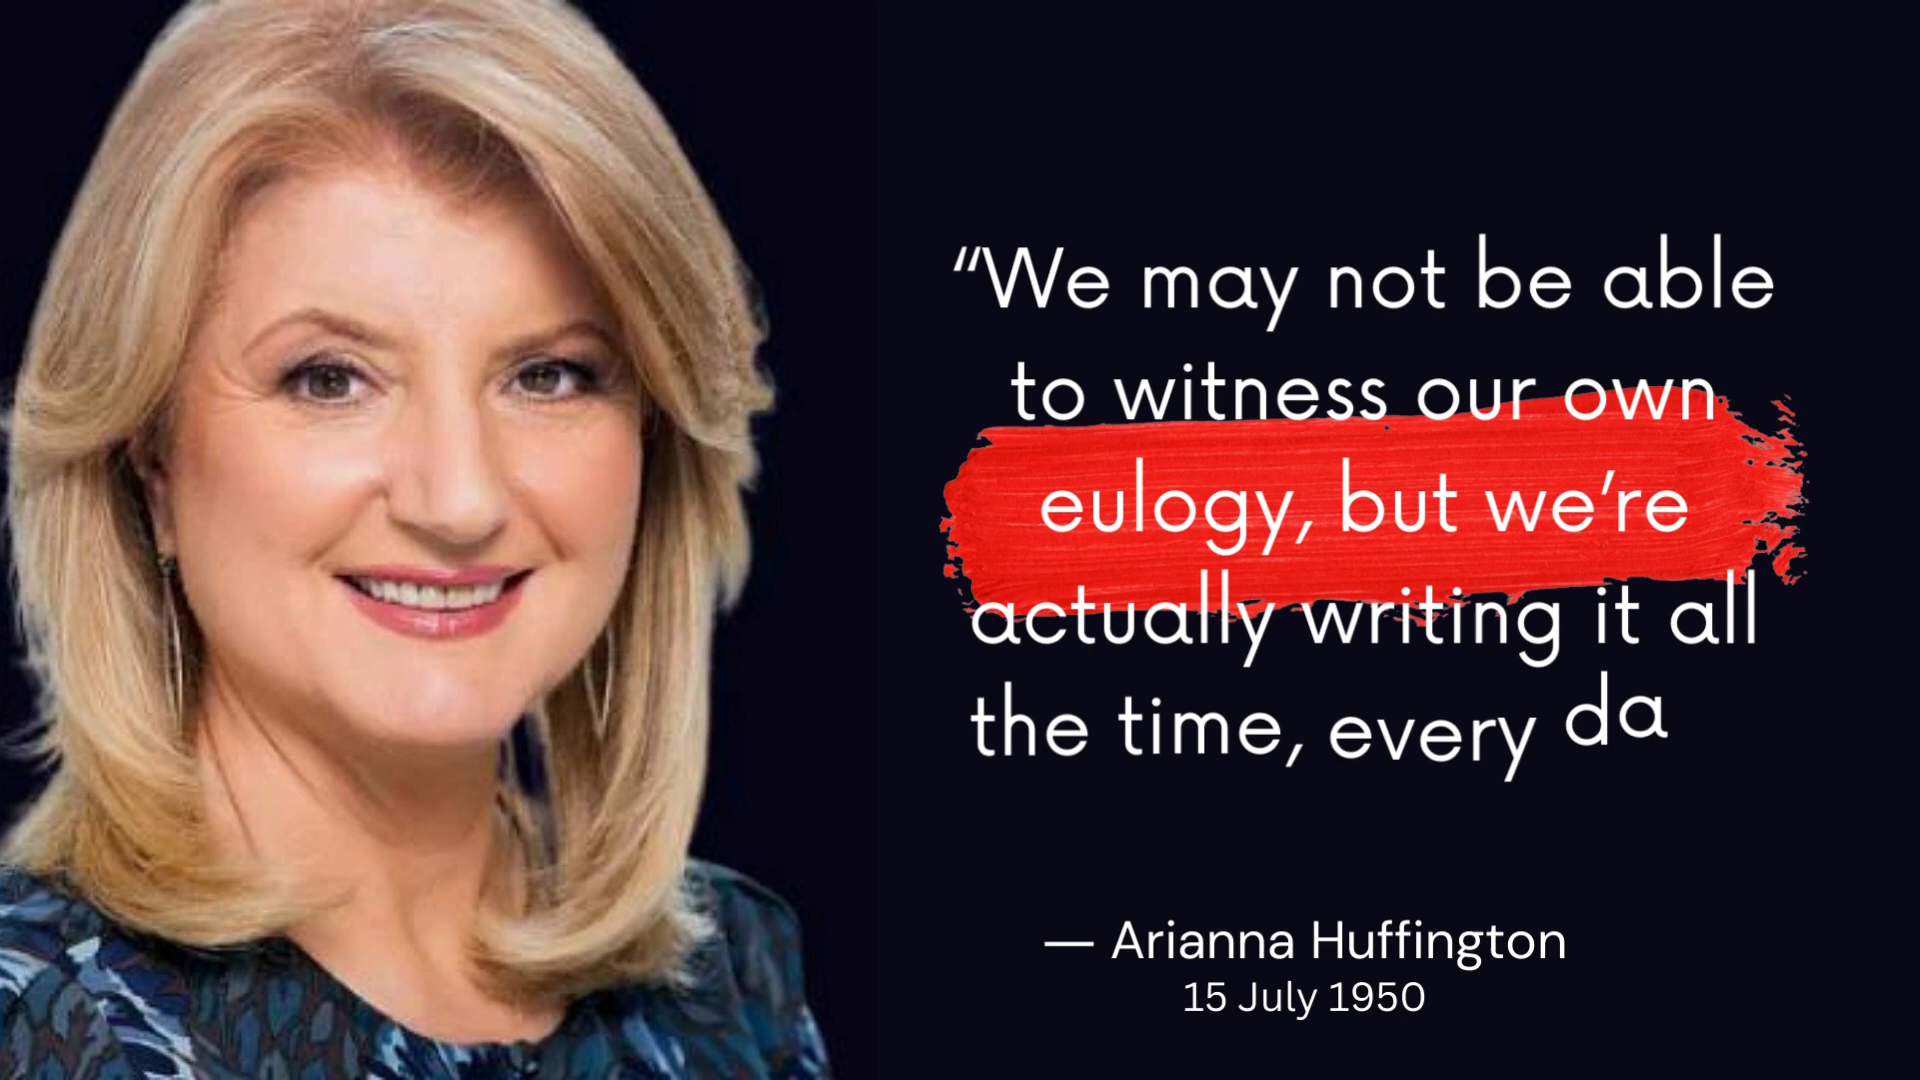 “We may not be able
to witness our own
eulogy, but we’re
actually writing it all
the time, every da
— Arianna Huffington
15 July 1950